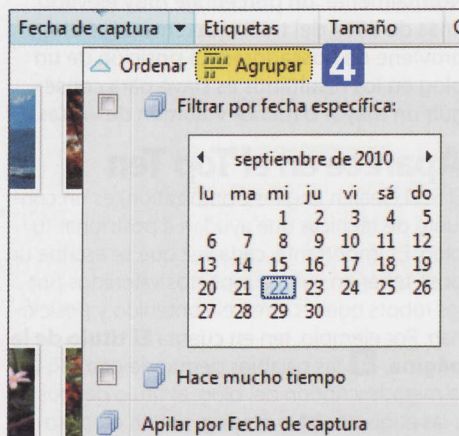 Fecha de captura Etiquetas Tamaño
Ordenar Agrupar 4
Filtrar por fecha específica:
septiembre de 2010
lu ma mi ju vi sá do
1 2 3 4 5
6 7 8 9 10 11 12
13 14 15 16 17 18 19
20 21 22 23 24 25 26
27 28 29 30
Hace mucho tiempo
Apilar por Fecha de captura